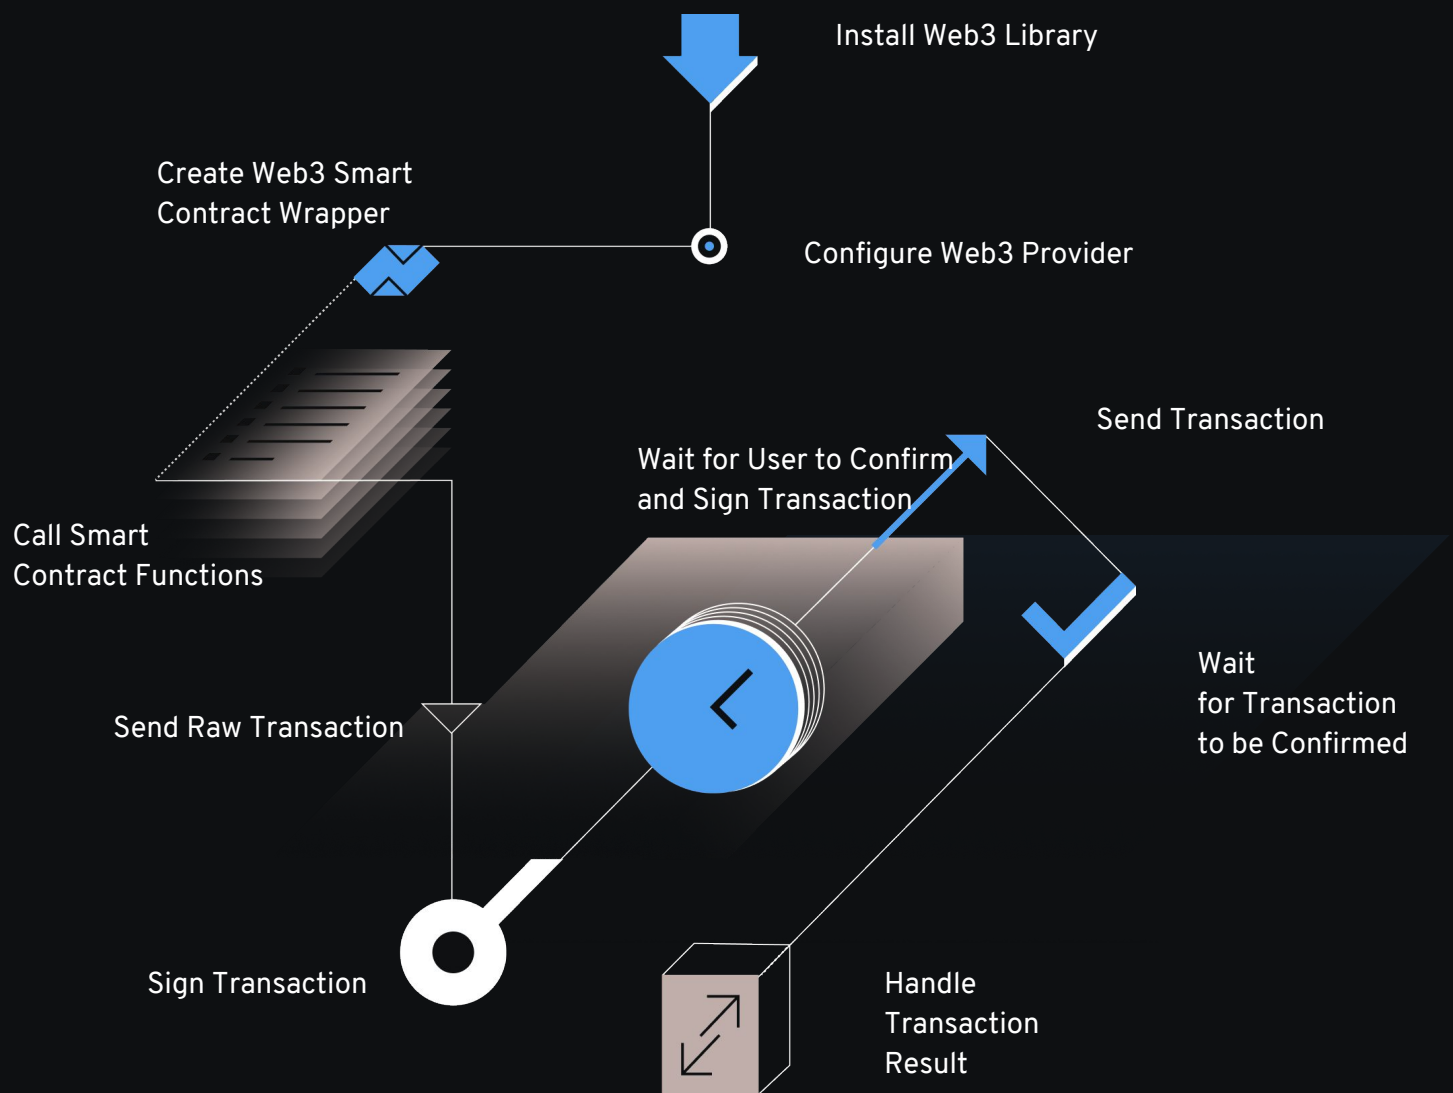 Install Web3 Library
Create Web3 Smart
Contract Wrapper
Configure Web3 Provider
Send Transaction
Wait for User to Confirm
and Sign Transaction
Call Smart
Contract Functions
Wait
for Transaction
to be Confirmed
Send Raw Transaction
Sign Transaction
Handle
Transaction
Result